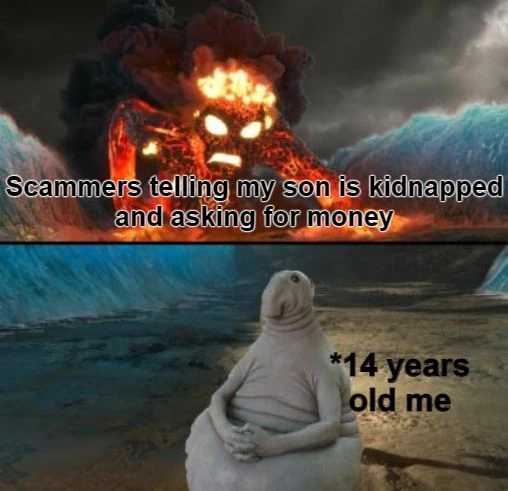 Scammers telling my son is kidnapped
and asking for money
*14 years
old me